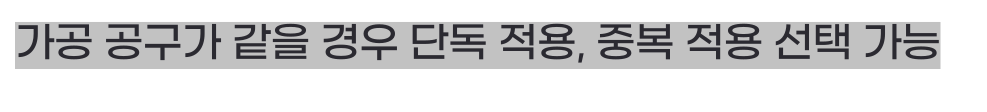 가공 공구가 같을 경우 단독 적용, 중복 적용 선택 가능